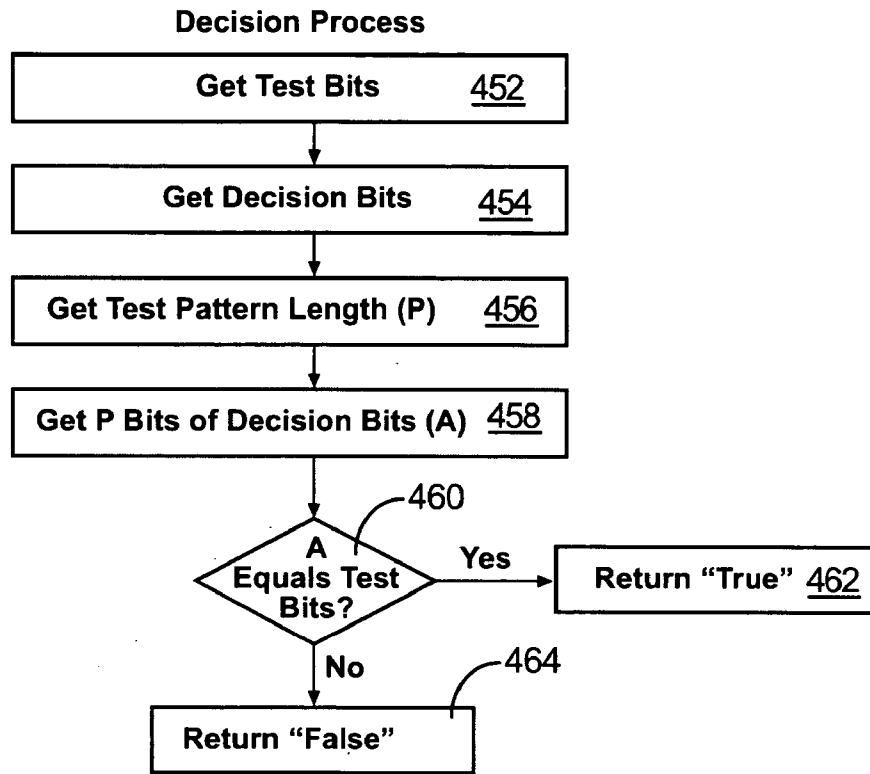 Decision Process
Get Test Bits 452
Get Decision Bits 454
Get Test Pattern Length (P) 456
Get P Bits of Decision Bits (A) 458
460
A
Equals Test
Bits?
Yes
Return “True” 462
No
464
Return “False”